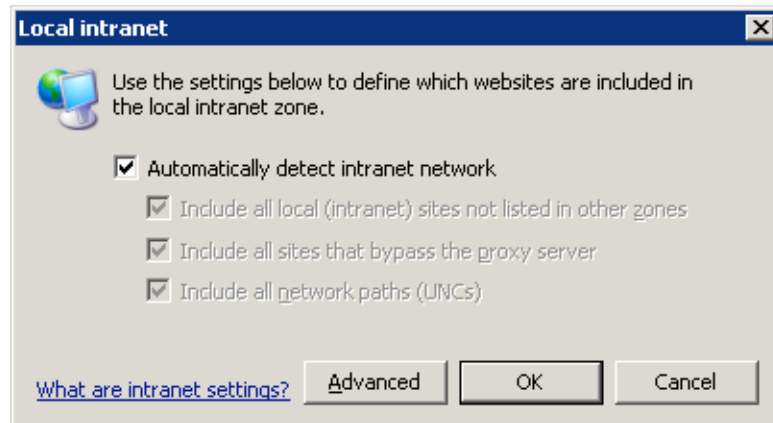 Local intranet
Use the settings below to define which websites are included in
the local intranet zone.
Automatically detect intranet network
Include all local (intranet) sites not listed in other zones
Include all sites that bypass the proxy server
Include all network paths (UNCs)
What are intranet settings? Advanced OK Cancel